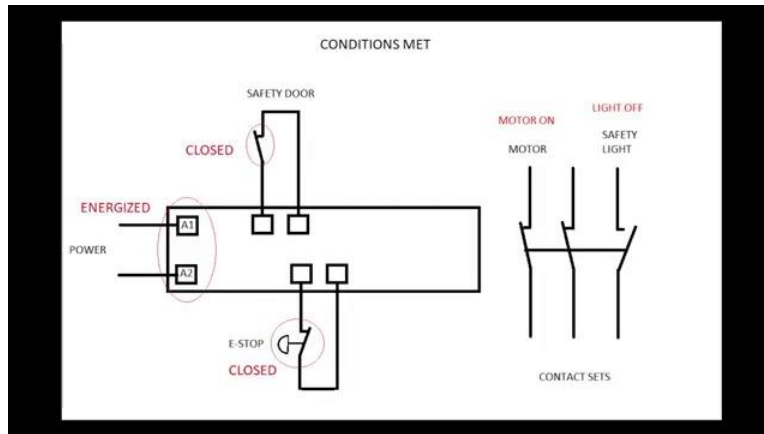 CONDITIONS MET
SAFETY DOOR
CLOSED
LIGHT OFF
MOTOR ON
SAFETY
LIGHT
MOTOR
ENERGIZED
A1
POWER
A2
E-STOP
CLOSED
CONTACT SETS